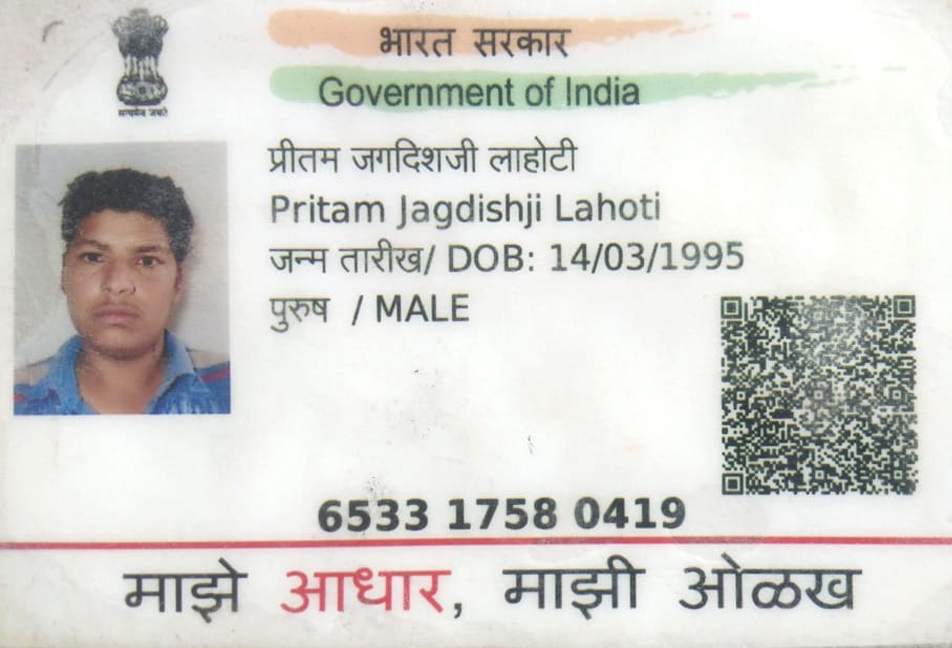 सत्यमेव जयते
भारत सरकार
Government of India
प्रीतम जगदिशजी लाहोटी
Pritam Jagdishji Lahoti
जन्म तारीख/ DOB: 14/03/1995
पुरुष / MALE
6533 1758 0419
माझे आधार, माझी ओळख